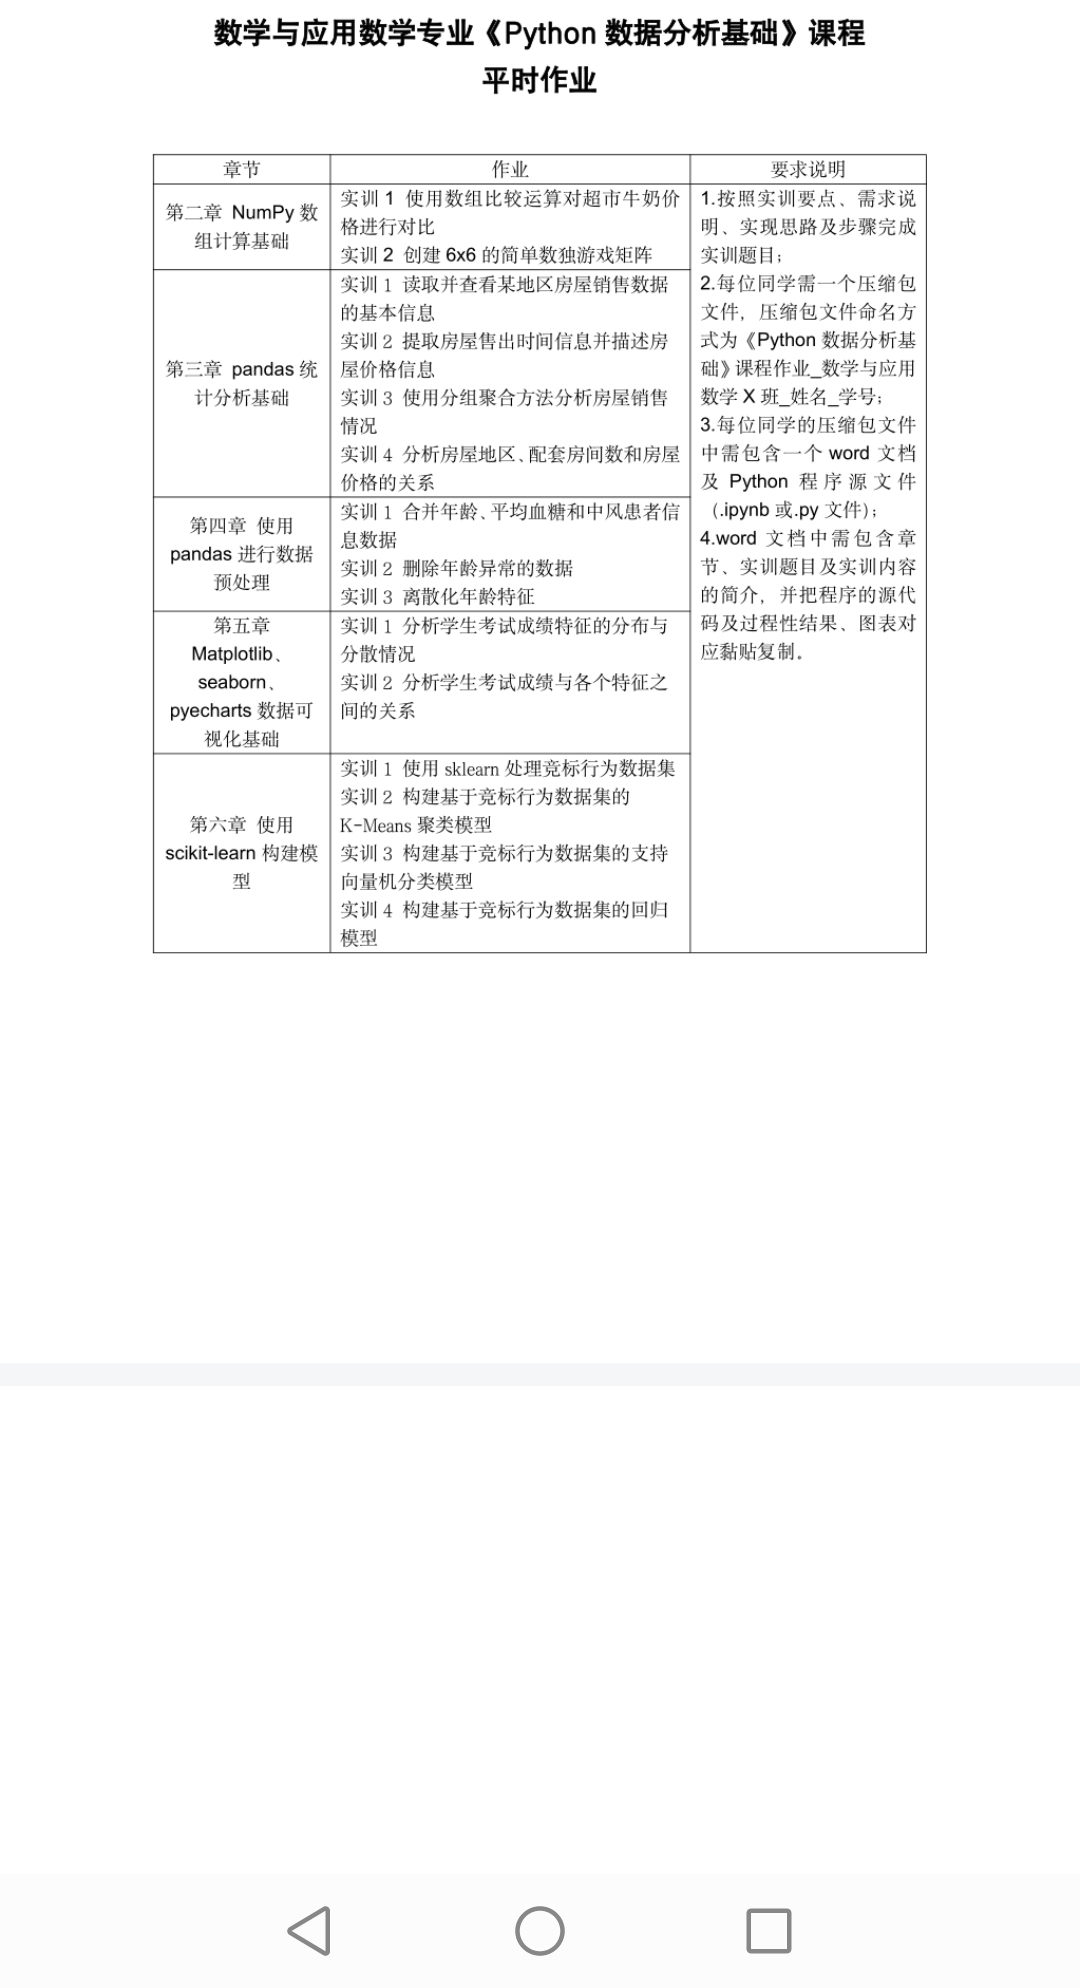 数学与应用数学专业《Python 数据分析基础》课程
平时作业
章节
作业
要求说明
第二章 NumPy 数
组计算基础
实训 1 使用数组比较运算对超市牛奶价
格进行对比
实训 2 创建 6x6 的简单数独游戏矩阵
第三章 pandas 统
计分析基础
实训 1 读取并查看某地区房屋销售数据
的基本信息
实训 2 提取房屋售出时间信息并描述房
屋价格信息
实训 3 使用分组聚合方法分析房屋销售
情况
实训 4 分析房屋地区、配套房间数和房屋
价格的关系
第四章 使用
pandas 进行数据
预处理
实训 1 合并年龄、平均血糖和中风患者信
息数据
实训 2 删除年龄异常的数据
实训 3 离散化年龄特征
第五章
Matplotlib、
seaborn、
pyecharts 数据可
视化基础
实训 1 分析学生考试成绩特征的分布与
分散情况
实训 2 分析学生考试成绩与各个特征之
间的关系
第六章 使用
scikit-learn 构建模
型
实训 1 使用 sklearn 处理竞标行为数据集
实训 2 构建基于竞标行为数据集的
K-Means 聚类模型
实训 3 构建基于竞标行为数据集的支持
向量机分类模型
实训 4 构建基于竞标行为数据集的回归
模型
1.按照实训要点、需求说
明、实现思路及步骤完成
实训题目；
2.每位同学需一个压缩包
文件，压缩包文件命名方
式为《Python 数据分析基
础》课程作业_数学与应用
数学 X 班_姓名_学号；
3.每位同学的压缩包文件
中需包含一个 word 文档
及 Python 程序源文件
（.ipynb 或.py 文件）；
4.word 文档中需包含章
节、实训题目及实训内容
的简介，并把程序的源代
码及过程性结果、图表对
应黏贴复制。